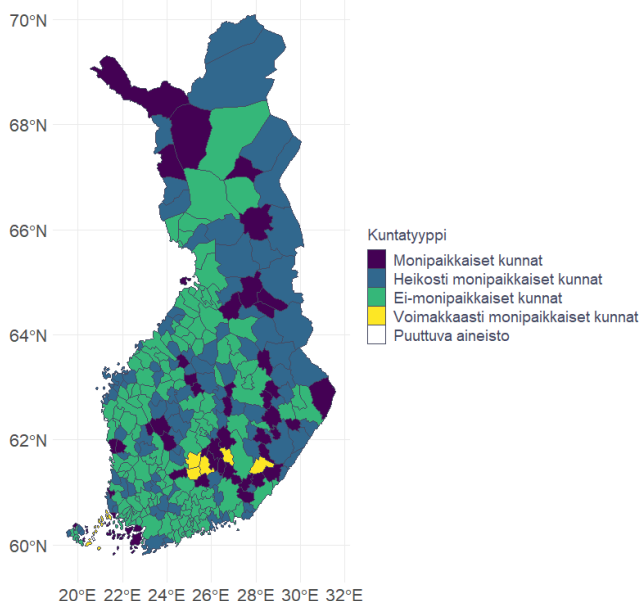 70°N
68°N
66°N
64°N
62°N
60°N
20°E 22°E 24°E 26°E 28°E 30°E 32°E
Kuntatyyppi
Monipaikkaiset kunnat
Heikosti monipaikkaiset kunnat
Ei-monipaikkaiset kunnat
Voimakkaasti monipaikkaiset kunnat
Puuttuva aineisto